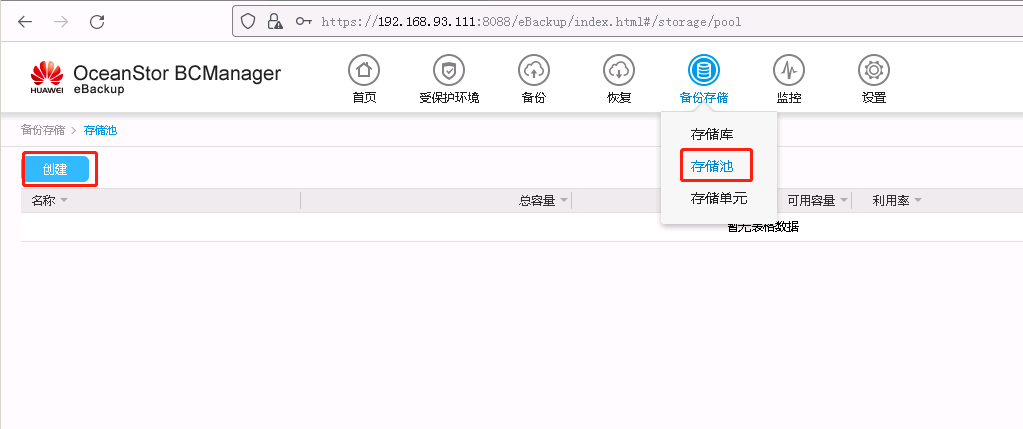 https://192.168.93.111:8088/eBackup/index.html#/storage/pool
HUAWEI
OceanStor BCManager
eBackup
首页 受保护环境 备份 恢复 备份存储 监控 设置
备份存储 > 存储池
存储库
存储池
存储单元
创建
名称 总容量 可用容量 利用率
暂无表格数据